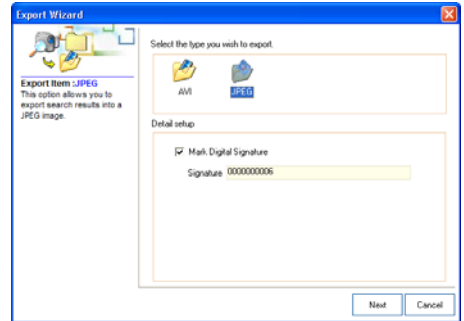 Export Wizard
Export Item :JPEG
This option allows you to
export search results into a
JPEG image.
Select the type you wish to export.
AVI
JPEG
Detail setup
Mark Digital Signature
Signature 0000000006
Next
Cancel